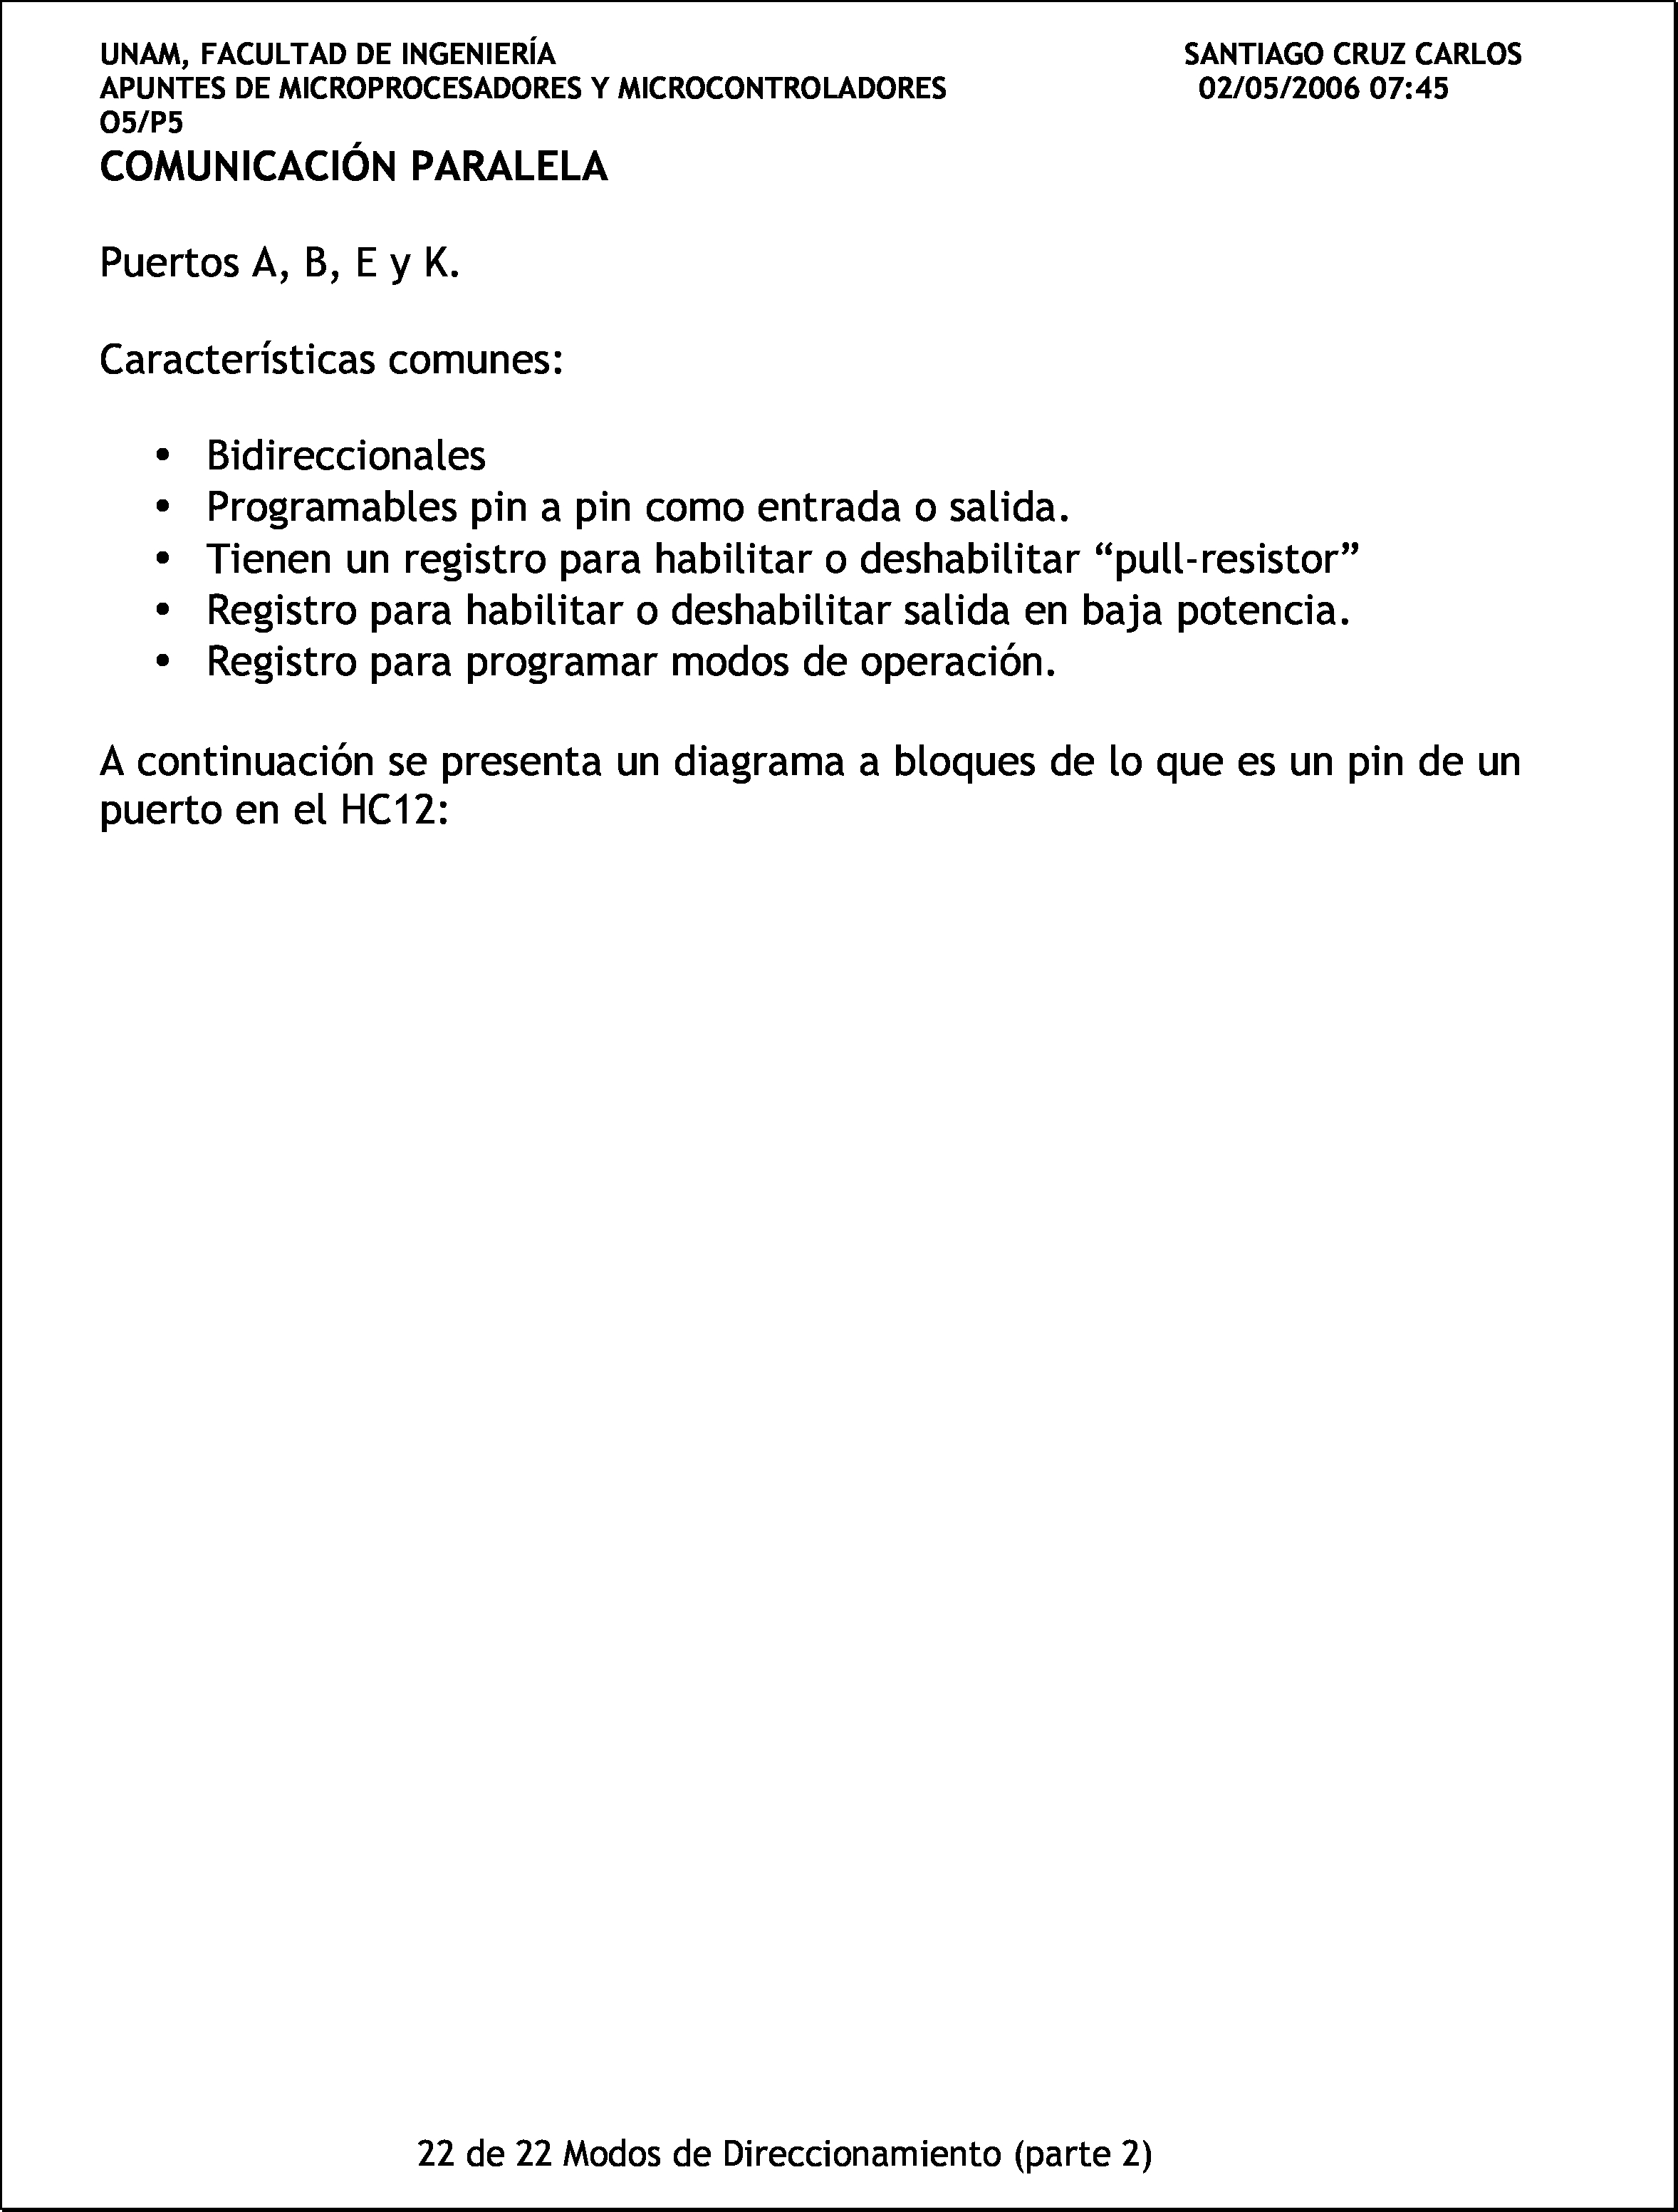 UNAM, FACULTAD DE INGENIERÍA SANTIAGO CRUZ CARLOS
APUNTES DE MICROPROCESADORES Y MICROCONTROLADORES 02/05/2006 07:45
O5/P5
COMUNICACIÓN PARALELA
Puertos A, B, E y K.
Características comunes:
• Bidireccionales
• Programables pin a pin como entrada o salida.
• Tienen un registro para habilitar o deshabilitar “pull-resistor”
• Registro para habilitar o deshabilitar salida en baja potencia.
• Registro para programar modos de operación.
A continuación se presenta un diagrama a bloques de lo que es un pin de un
puerto en el HC12:
22 de 22 Modos de Direccionamiento (parte 2)